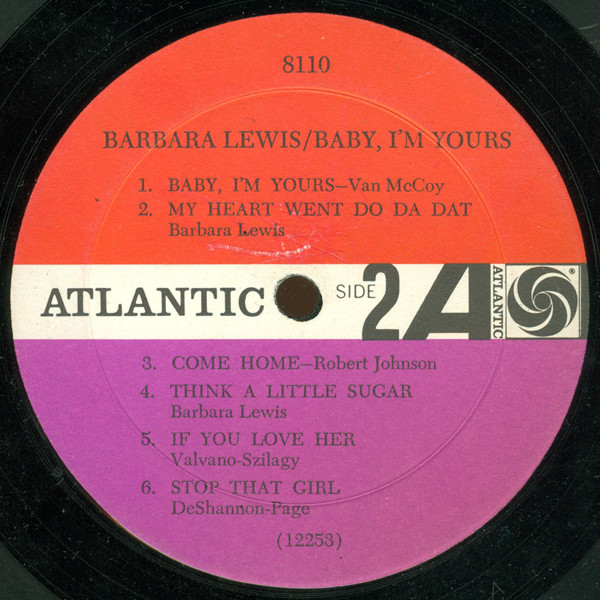 8110
BARBARA LEWIS/BABY, I'M YOURS
1. BABY, I'M YOURS—Van McCoy
2. MY HEART WENT DO DA DAT
Barbara Lewis
ATLANTIC SIDE 2 A ATLANTIC ®
3. COME HOME—Robert Johnson
4. THINK A LITTLE SUGAR
Barbara Lewis
5. IF YOU LOVE HER
Valvano-Szilagy
6. STOP THAT GIRL
DeShannon-Page
(12253)